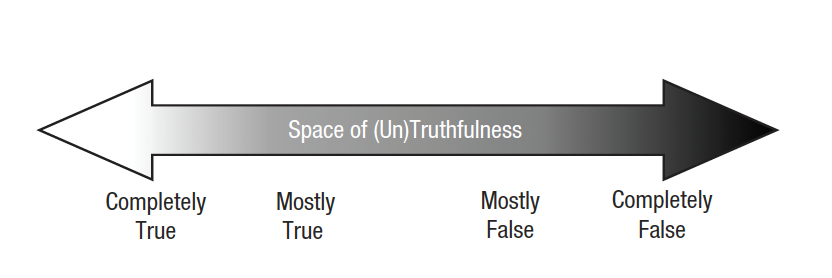 Space of (Un)Truthfulness
Completely
True
Mostly
True
Mostly
False
Completely
False